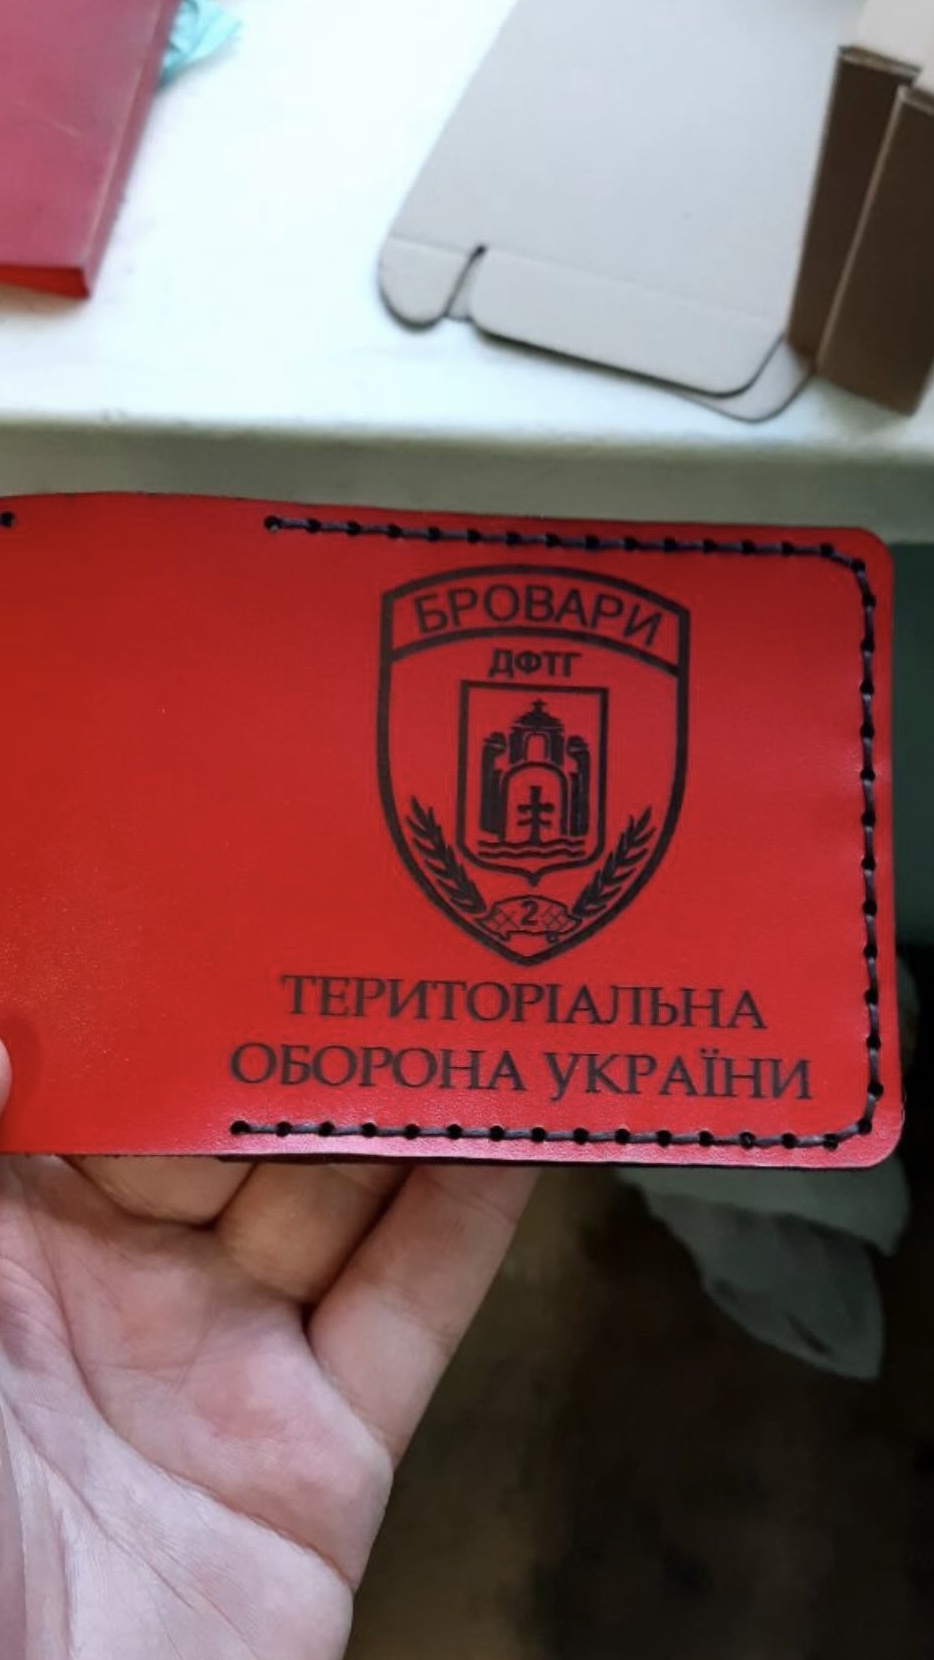 БРОВАРИ
ДФТГ
2
ТЕРИТОРІАЛЬНА
ОБОРОНА УКРАЇНИ